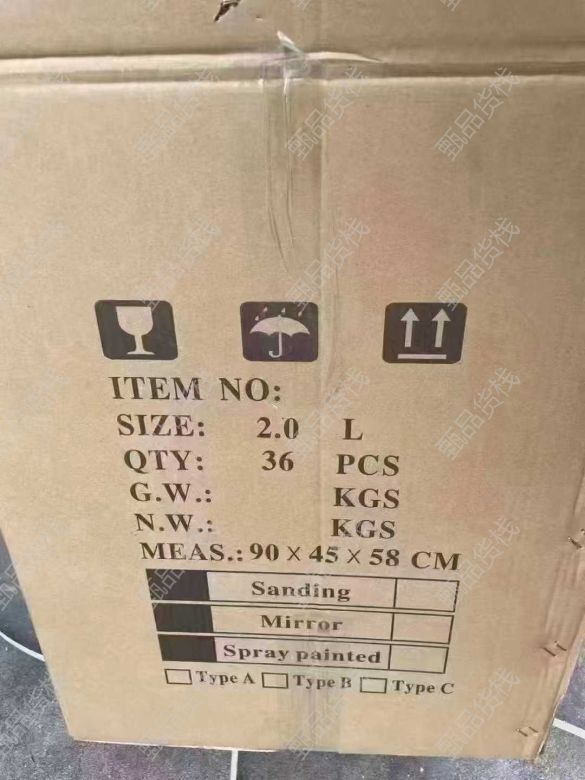 ITEM NO:
SIZE: 2.0 L
QTY: 36 PCS
G.W.: KGS
N.W.: KGS
MEAS.: 90 X 45 X 58 CM
Sanding
Mirror
Spray painted
Type A Type B Type C
甄品货栈